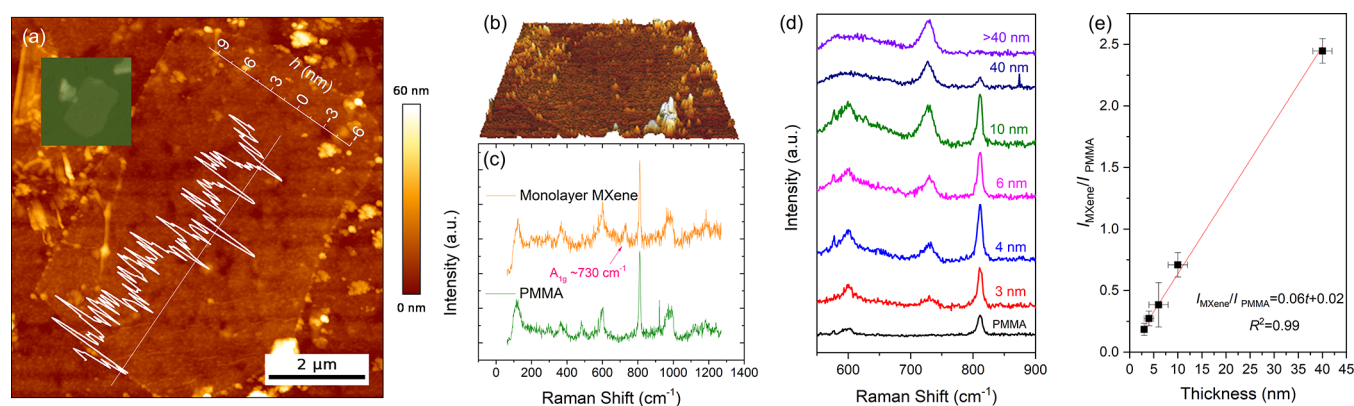 (a)
9
6
3
0
-3
-6
h (nm)
60 nm
0 nm
2 µm
(b)
(c)
Monolayer MXene
A1g ~730 cm-1
PMMA
Intensity (a.u.)
0 200 400 600 800 1000 1200 1400
Raman Shift (cm-1)
(d)
>40 nm
40 nm
10 nm
6 nm
4 nm
3 nm
PMMA
Intensity (a.u.)
600 700 800 900
Raman Shift (cm-1)
(e)
2.5
2.0
1.5
1.0
0.5
0.0
IMXene/I PMMA
IMXene/I PMMA=0.06t+0.02
R2=0.99
0 5 10 15 20 25 30 35 40 45
Thickness (nm)